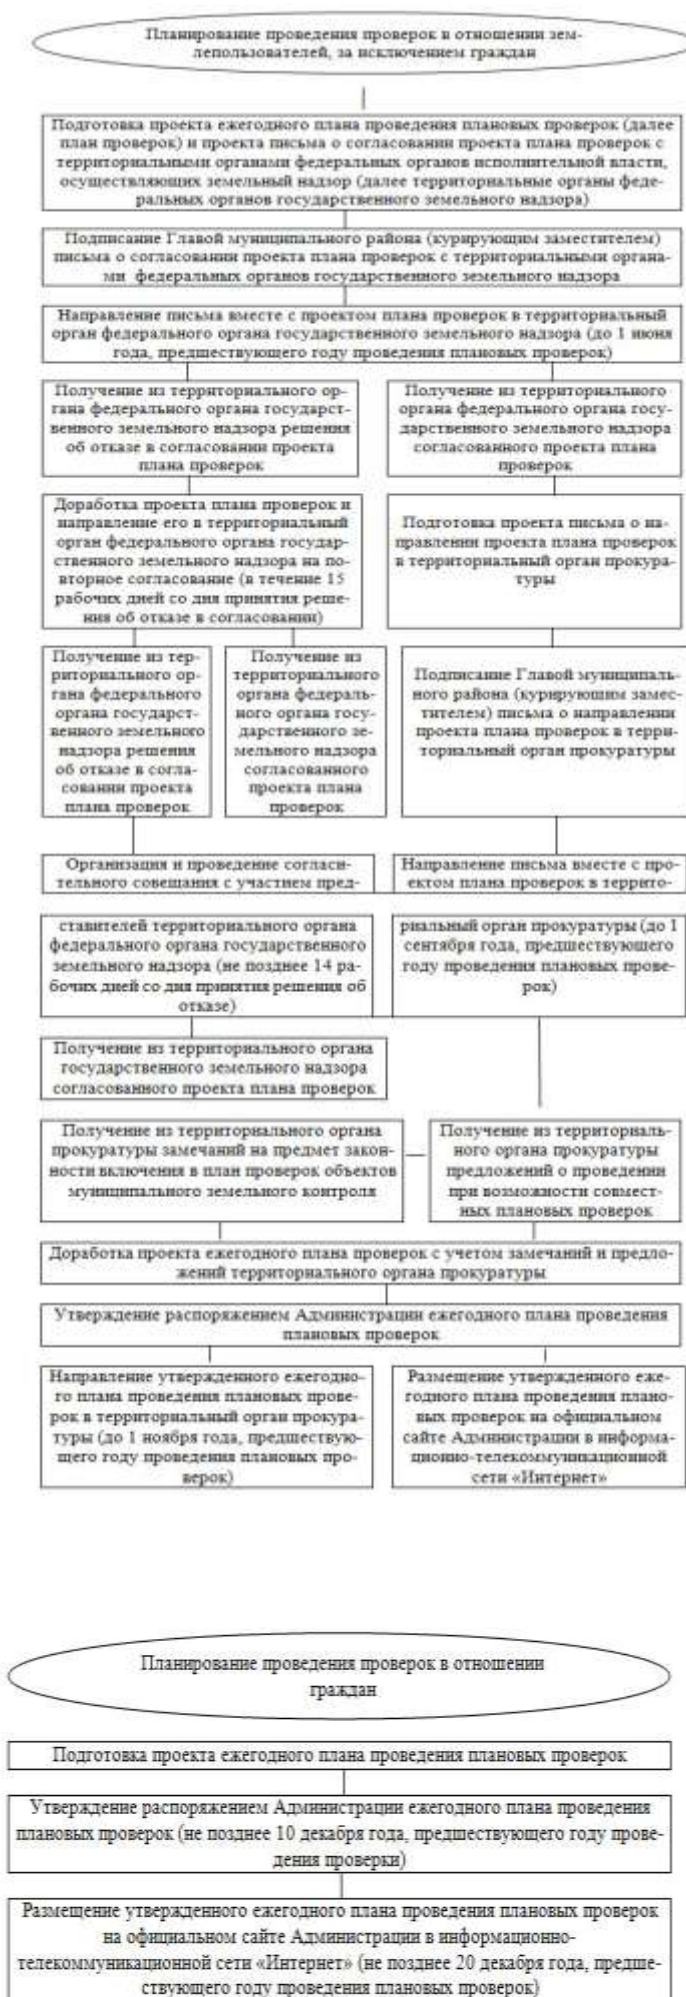 Планирование проведения проверок в отношении зем-
лепользователей, за исключением граждан
Подготовка проекта ежегодного плана проведения плановых проверок (далее
план проверок) и проекта письма о согласовании проекта плана проверок с
территориальными органами федеральных органов исполнительной власти,
осуществляющих земельный надзор (далее территориальные органы феде-
ральных органов государственного земельного надзора)
Подписание Главой муниципального района (курирующим заместителем)
письма о согласовании проекта плана проверок с территориальными органа-
ми федеральных органов государственного земельного надзора
Направление письма вместе с проектом плана проверок в территориальный
орган федерального органа государственного земельного надзора (до 1 июня
года, предшествующего году проведения плановых проверок)
Получение из территориального ор-
гана федерального органа государст-
венного земельного надзора решения
об отказе в согласовании проекта
плана проверок
Получение из территориального
органа федерального органа госу-
дарственного земельного надзора
согласованного проекта плана
проверок
Доработка проекта плана проверок и
направление его в территориальный
орган федерального органа государ-
ственного земельного надзора на по-
вторное согласование (в течение 15
рабочих дней со дня принятия реше-
ния об отказе в согласовании)
Подготовка проекта письма о на-
правлении проекта плана проверок
в территориальный орган прокура-
туры
Получение из тер-
риториального ор-
гана федерального
органа государст-
венного земельного
надзора решения
об отказе в согла-
совании проекта
плана проверок
Получение из
территориального
органа федераль-
ного органа госу-
дарственного зе-
мельного надзора
согласованного
проекта плана
проверок
Подписание Главой муниципаль-
ного района (курирующим замес-
тителем) письма о направлении
проекта плана проверок в терри-
ториальный орган прокуратуры
Организация и проведение согласи-
тельного совещания с участием пред-
Направление письма вместе с про-
ектом плана проверок в террито-
ставителей территориального органа
федерального органа государственного
земельного надзора (не позднее 14 ра-
бочих дней со дня принятия решения об
отказе)
риальный орган прокуратуры (до 1
сентября года, предшествующего
году проведения плановых прове-
рок)
Получение из территориального органа
государственного земельного надзора
согласованного проекта плана проверок
Получение из территориального органа
прокуратуры замечаний на предмет закон-
ности включения в план проверок объектов
муниципального земельного контроля
Получение из территориаль-
ного органа прокуратуры
предложений о проведении
при возможности совмест-
ных плановых проверок
Доработка проекта ежегодного плана проверок с учетом замечаний и предло-
жений территориального органа прокуратуры
Утверждение распоряжением Администрации ежегодного плана проведения
плановых проверок
Направление утвержденного ежегодно-
го плана проведения плановых прове-
рок в территориальный орган прокура-
туры (до 1 ноября года, предшествую-
щего году проведения плановых про-
верок)
Размещение утвержденного еже-
годного плана проведения плано-
вых проверок на официальном
сайте Администрации в информа-
ционно-телекоммуникационной
сети «Интернет»
Планирование проведения проверок в отношении
граждан
Подготовка проекта ежегодного плана проведения плановых проверок
Утверждение распоряжением Администрации ежегодного плана проведения
плановых проверок (не позднее 10 декабря года, предшествующего году прове-
дения проверки)
Размещение утвержденного ежегодного плана проведения плановых проверок
на официальном сайте Администрации в информационно-
телекоммуникационной сети «Интернет» (не позднее 20 декабря года, предше-
ствующего году проведения плановых проверок)